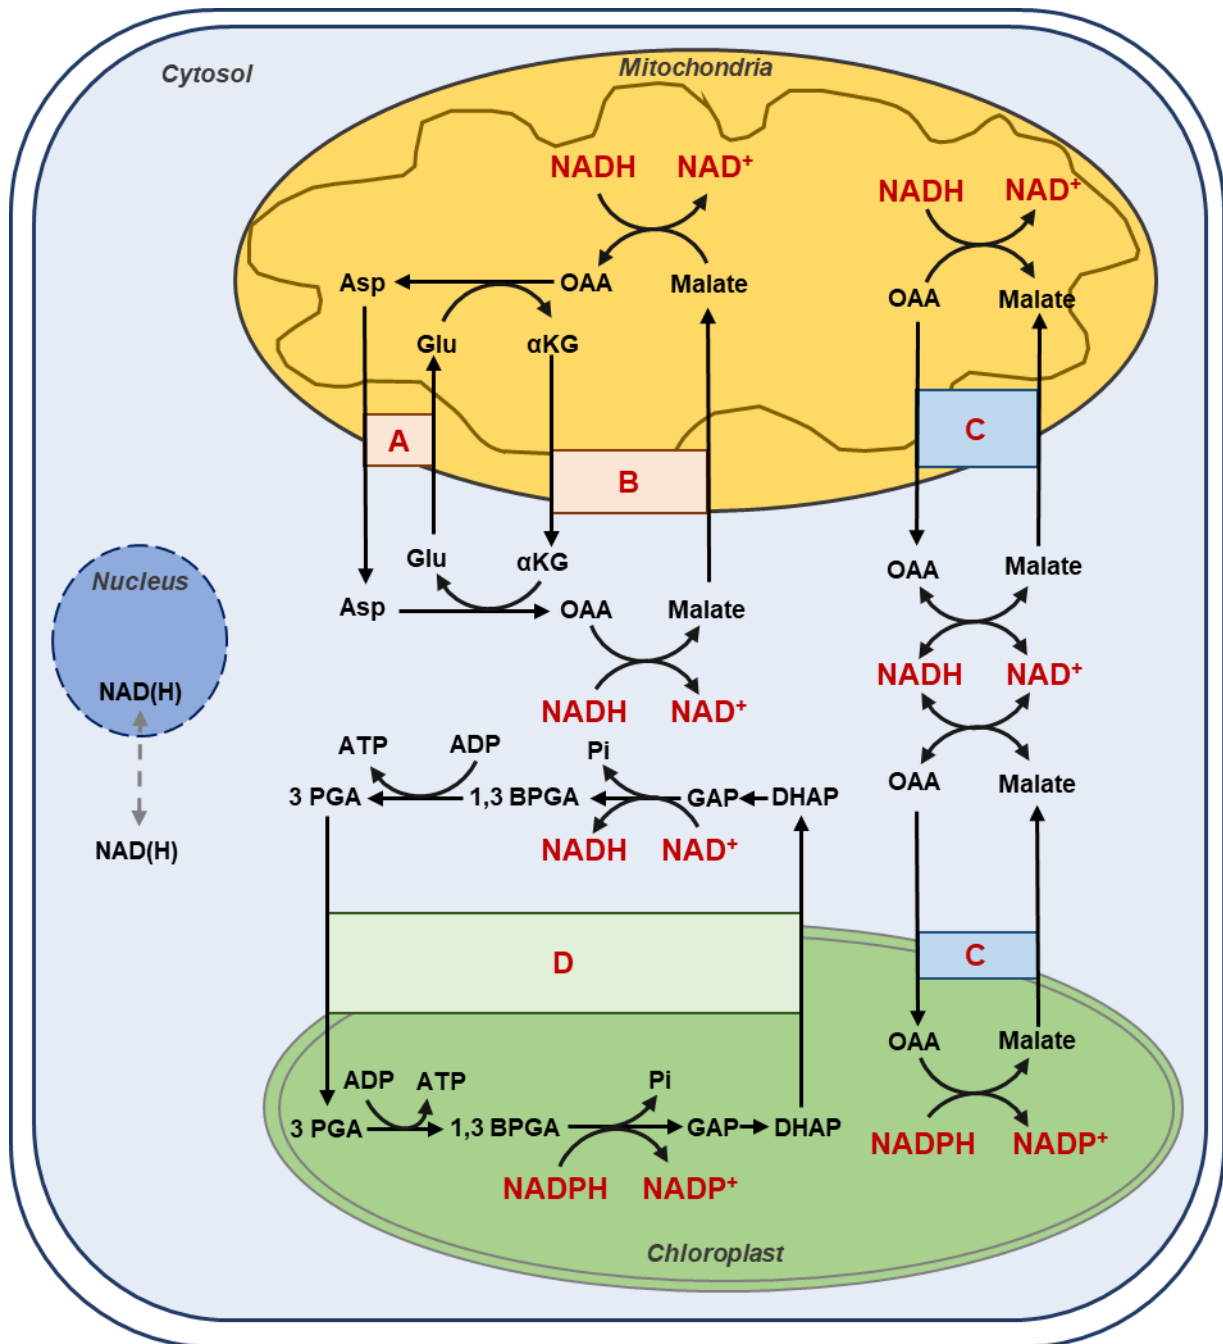 Cytosol
Mitochondria
NADH NAD⁺
NADH NAD⁺
Asp OAA Malate
OAA Malate
Glu αKG
A
B
C
Glu αKG
OAA Malate
Asp OAA Malate
Nucleus
NAD(H)
NADH NAD⁺
NADH NAD⁺
ATP ADP Pi
3 PGA 1,3 BPGA GAP DHAP
OAA Malate
NADH NAD⁺
NAD(H)
D
C
OAA Malate
ADP ATP Pi
3 PGA 1,3 BPGA GAP DHAP
NADPH NADP⁺
NADPH NADP⁺
Chloroplast